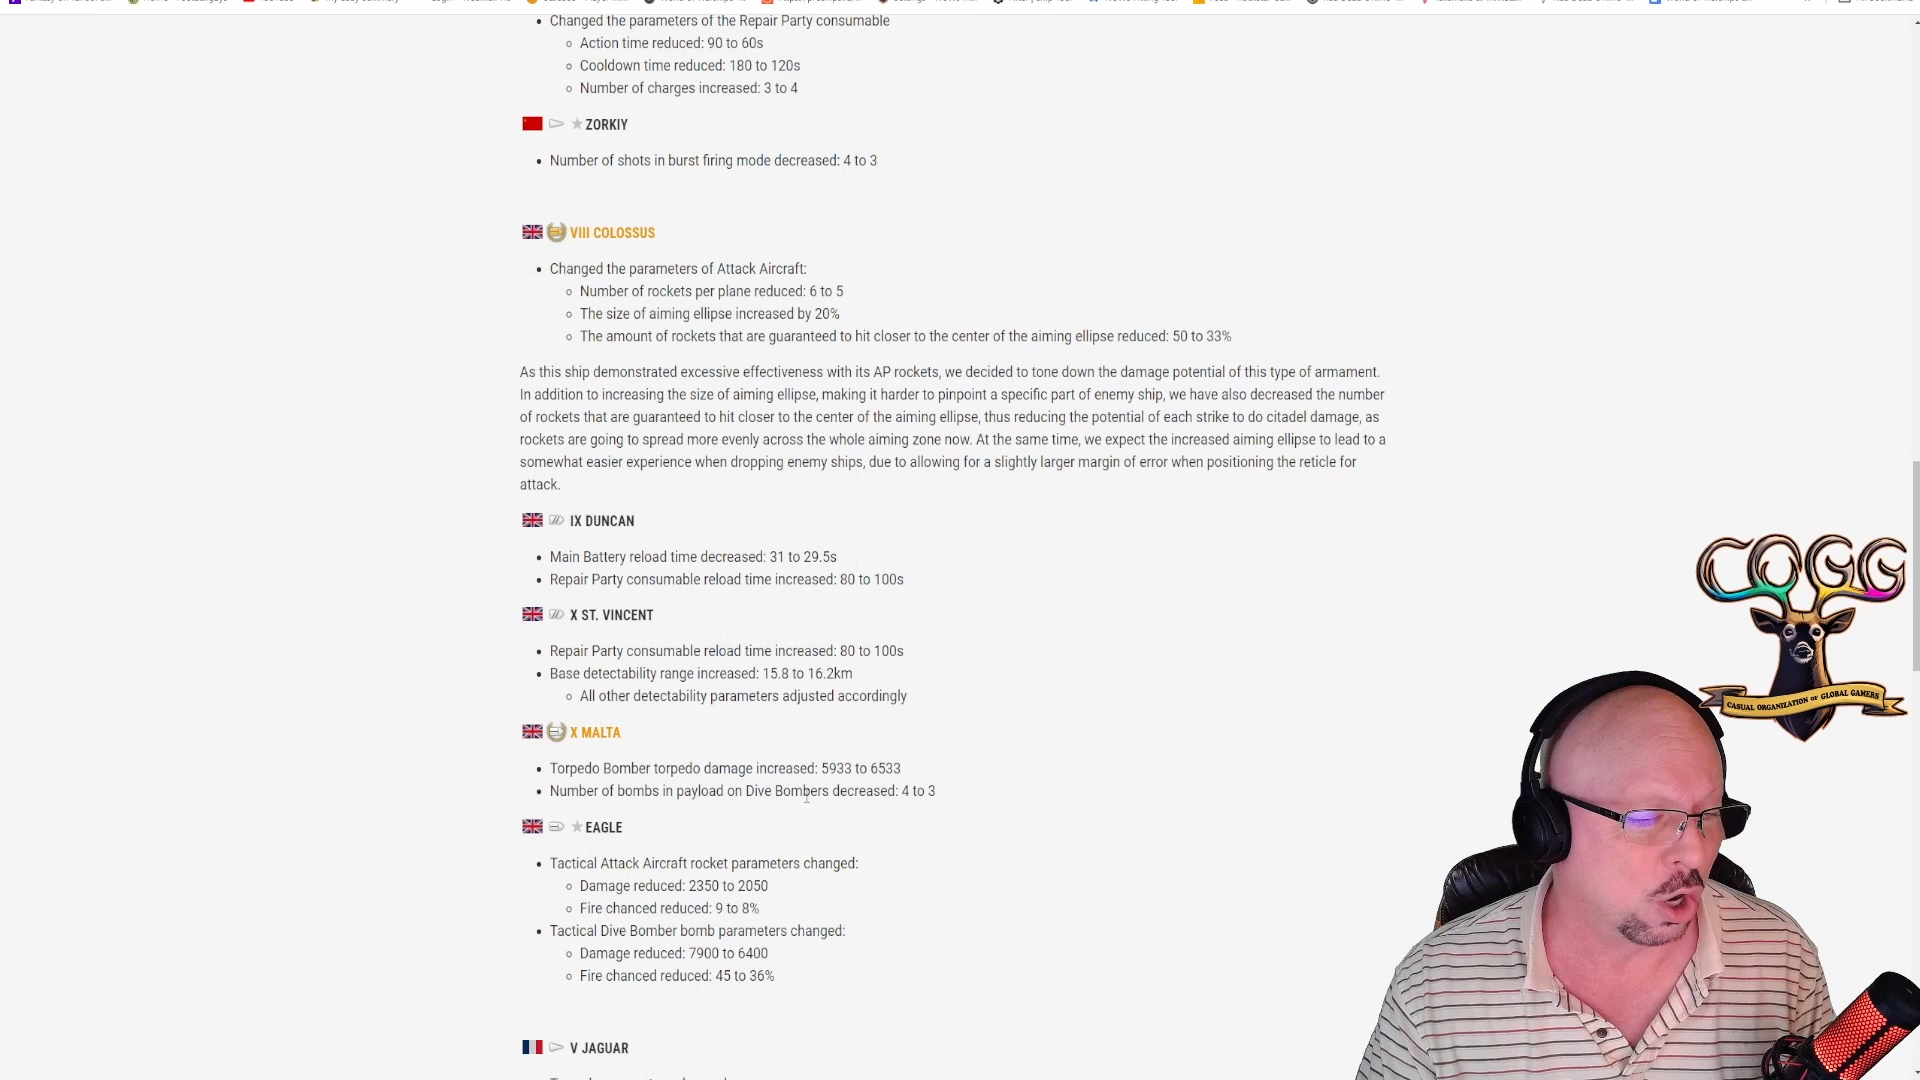 Changed the parameters of the Repair Party consumable
Action time reduced: 90 to 60s
Cooldown time reduced: 180 to 120s
Number of charges increased: 3 to 4
ZORKIY
Number of shots in burst firing mode decreased: 4 to 3
VIII COLOSSUS
Changed the parameters of Attack Aircraft:
Number of rockets per plane reduced: 6 to 5
The size of aiming ellipse increased by 20%
The amount of rockets that are guaranteed to hit closer to the center of the aiming ellipse reduced: 50 to 33%
As this ship demonstrated excessive effectiveness with its AP rockets, we decided to tone down the damage potential of this type of armament.
In addition to increasing the size of aiming ellipse, making it harder to pinpoint a specific part of enemy ship, we have also decreased the number
of rockets that are guaranteed to hit closer to the center of the aiming ellipse, thus reducing the potential of each strike to do citadel damage, as
rockets are going to spread more evenly across the whole aiming zone now. At the same time, we expect the increased aiming ellipse to lead to a
somewhat easier experience when dropping enemy ships, due to allowing for a slightly larger margin of error when positioning the reticle for
attack.
IX DUNCAN
Main Battery reload time decreased: 31 to 29.5s
Repair Party consumable reload time increased: 80 to 100s
X ST. VINCENT
Repair Party consumable reload time increased: 80 to 100s
Base detectability range increased: 15.8 to 16.2km
All other detectability parameters adjusted accordingly
X MALTA
Torpedo Bomber torpedo damage increased: 5933 to 6533
Number of bombs in payload on Dive Bombers decreased: 4 to 3
EAGLE
Tactical Attack Aircraft rocket parameters changed:
Damage reduced: 2350 to 2050
Fire chanced reduced: 9 to 8%
Tactical Dive Bomber bomb parameters changed:
Damage reduced: 7900 to 6400
Fire chanced reduced: 45 to 36%
V JAGUAR
COGG
CASUAL ORGANIZATION OF GLOBAL GAMERS